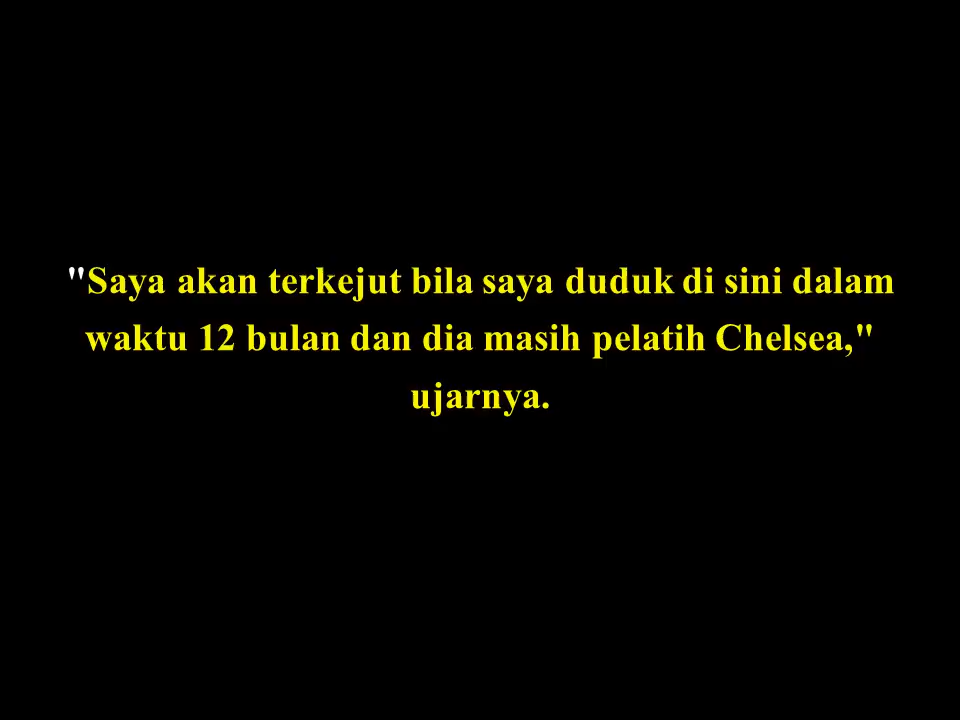 "Saya akan terkejut bila saya duduk di sini dalam
waktu 12 bulan dan dia masih pelatih Chelsea,"
ujarnya.